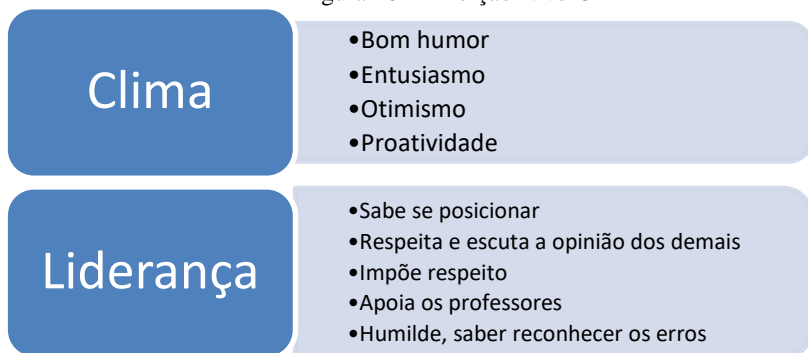 Clima
•Bom humor
•Entusiasmo
•Otimismo
•Proatividade
Liderança
•Sabe se posicionar
•Respeita e escuta a opinião dos demais
•Impõe respeito
•Apoia os professores
•Humilde, saber reconhecer os erros